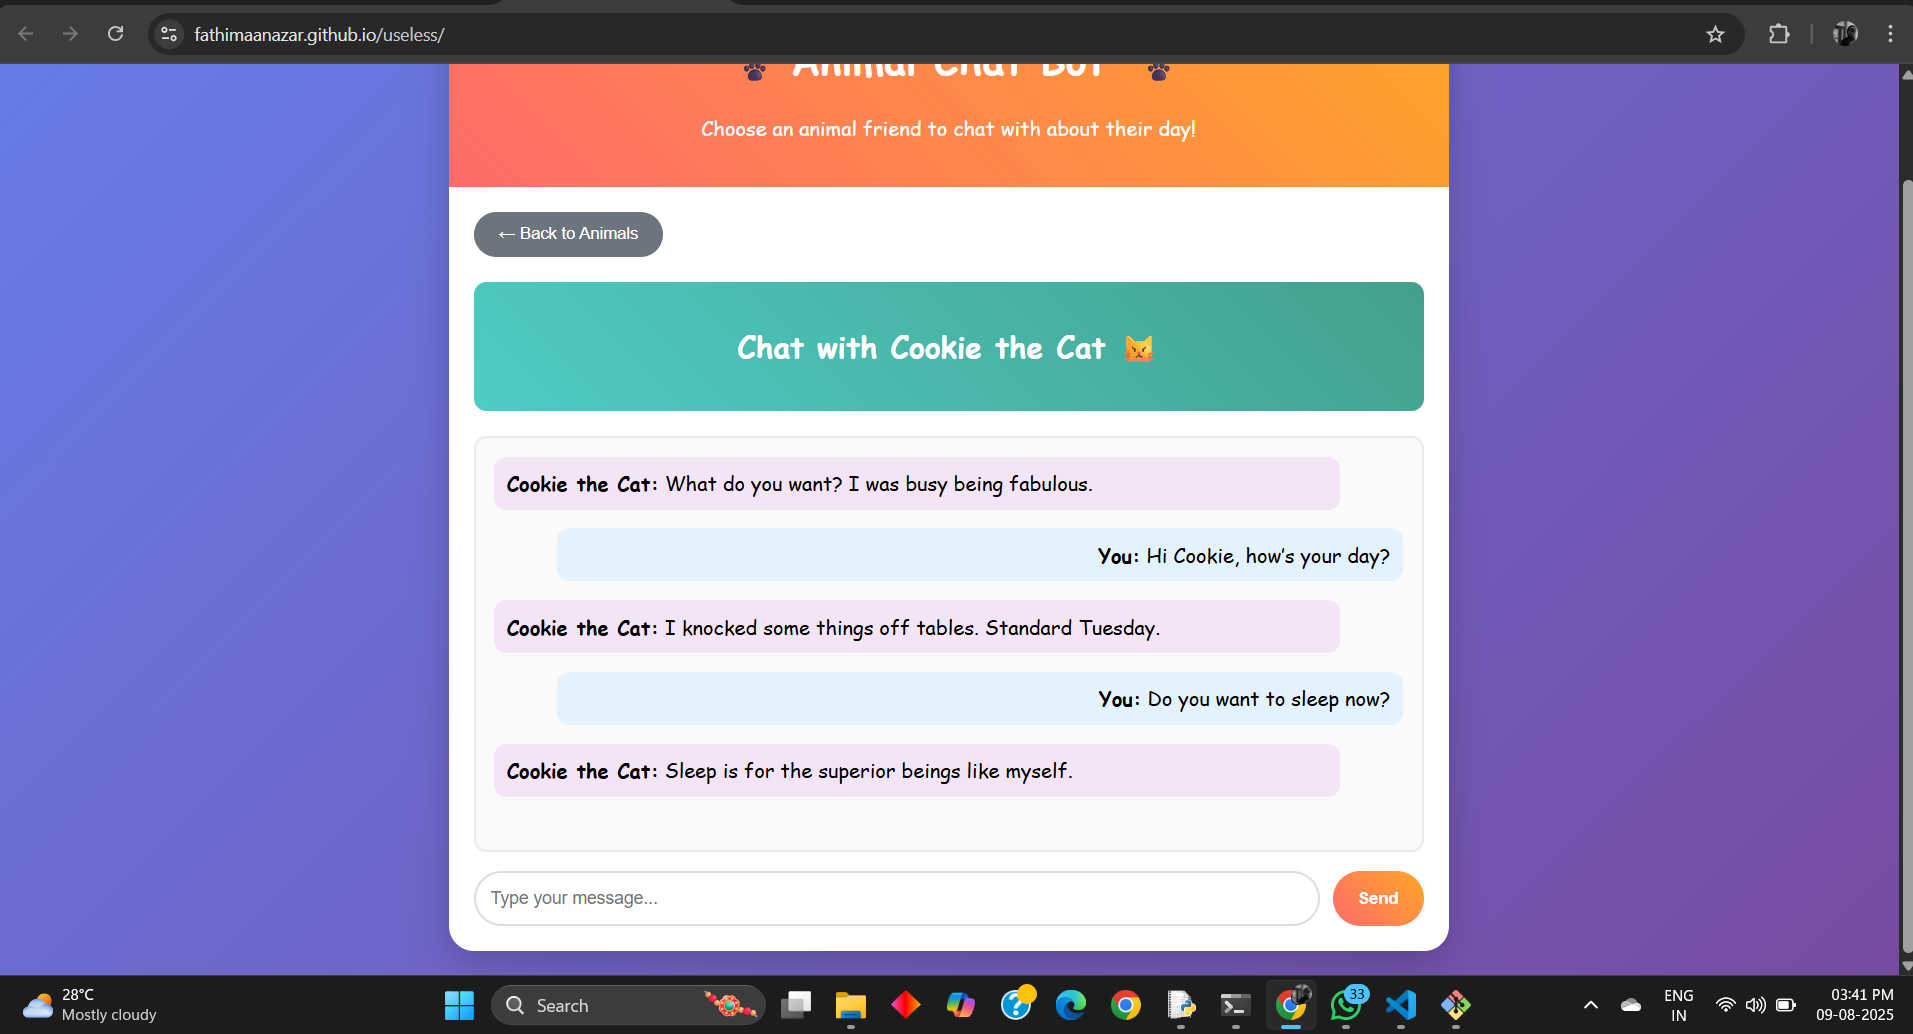 fathimaanazar.github.io/useless/
Animal Chat Bot
Choose an animal friend to chat with about their day!
← Back to Animals
Chat with Cookie the Cat
Cookie the Cat: What do you want? I was busy being fabulous.
You: Hi Cookie, how's your day?
Cookie the Cat: I knocked some things off tables. Standard Tuesday.
You: Do you want to sleep now?
Cookie the Cat: Sleep is for the superior beings like myself.
Type your message...
Send
28°C
Mostly cloudy
Search
33
ENG
IN
03:41 PM
09-08-2025